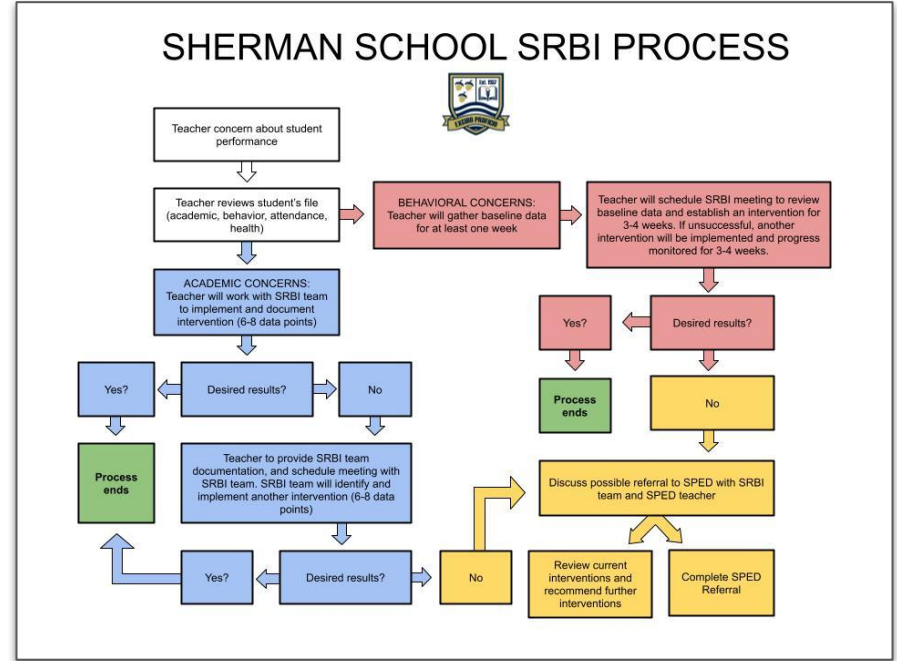 SHERMAN SCHOOL SRBI PROCESS
Est. 1937
EXSURO PROFICIO
Teacher concern about student
performance
Teacher reviews student's file
(academic, behavior, attendance,
health)
BEHAVIORAL CONCERNS:
Teacher will gather baseline data
for at least one week
Teacher will schedule SRBI meeting to review
baseline data and establish an intervention for
3-4 weeks. If unsuccessful, another
intervention will be implemented and progress
monitored for 3-4 weeks.
ACADEMIC CONCERNS:
Teacher will work with SRBI team
to implement and document
intervention (6-8 data points)
Yes?
Desired results?
Yes?
Desired results?
No
Process
ends
No
Process
ends
Teacher to provide SRBI team
documentation, and schedule meeting with
SRBI team. SRBI team will identify and
implement another intervention (6-8 data
points)
Discuss possible referral to SPED with SRBI
team and SPED teacher
Yes?
Desired results?
No
Review current
interventions and
recommend further
interventions
Complete SPED
Referral